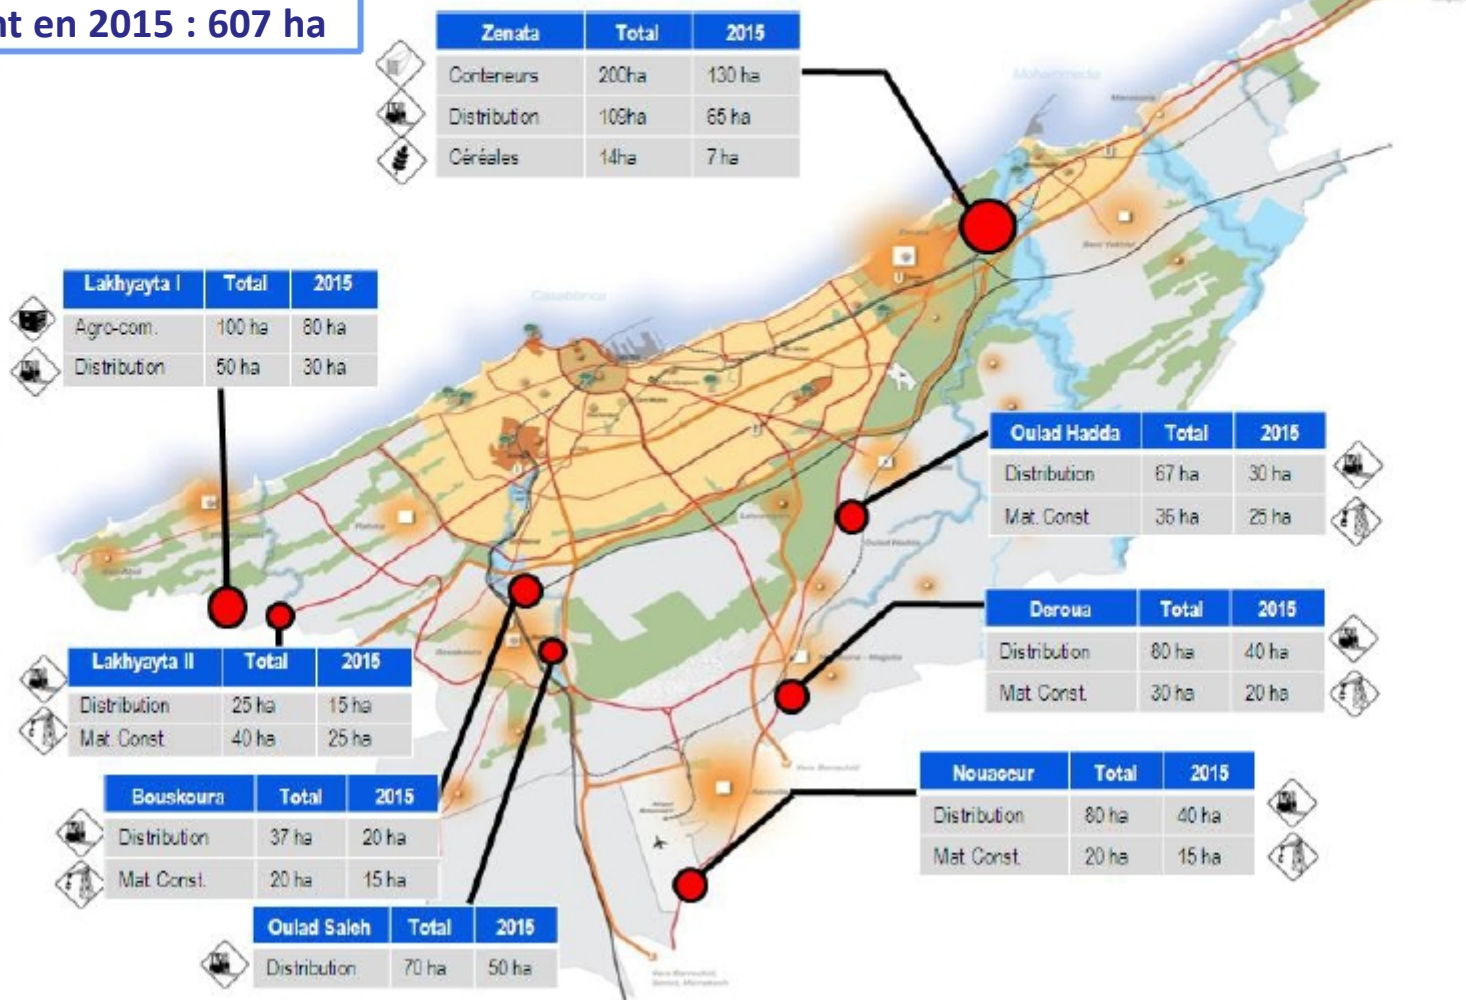 nt en 2015 : 607 ha
Zenata Total 2015
Conteneurs 200ha 130 ha
Distribution 109ha 65 ha
Céréales 14ha 7 ha
Mohammedia
Casablanca
Lakhyayta I Total 2015
Agro-com. 100 ha 80 ha
Distribution 50 ha 30 ha
Oulad Hadda Total 2015
Distribution 67 ha 30 ha
Mat. Const 36 ha 25 ha
Oulad Hadda
Deroua Total 2015
Distribution 80 ha 40 ha
Mat. Const. 30 ha 20 ha
Lakhyayta II Total 2015
Distribution 25 ha 15 ha
Mat. Const 40 ha 25 ha
Bouskoura
Bouskoura Total 2015
Distribution 37 ha 20 ha
Mat. Const. 20 ha 15 ha
Nouaceur Total 2015
Distribution 80 ha 40 ha
Mat. Const. 20 ha 15 ha
Oulad Saleh Total 2015
Distribution 70 ha 50 ha